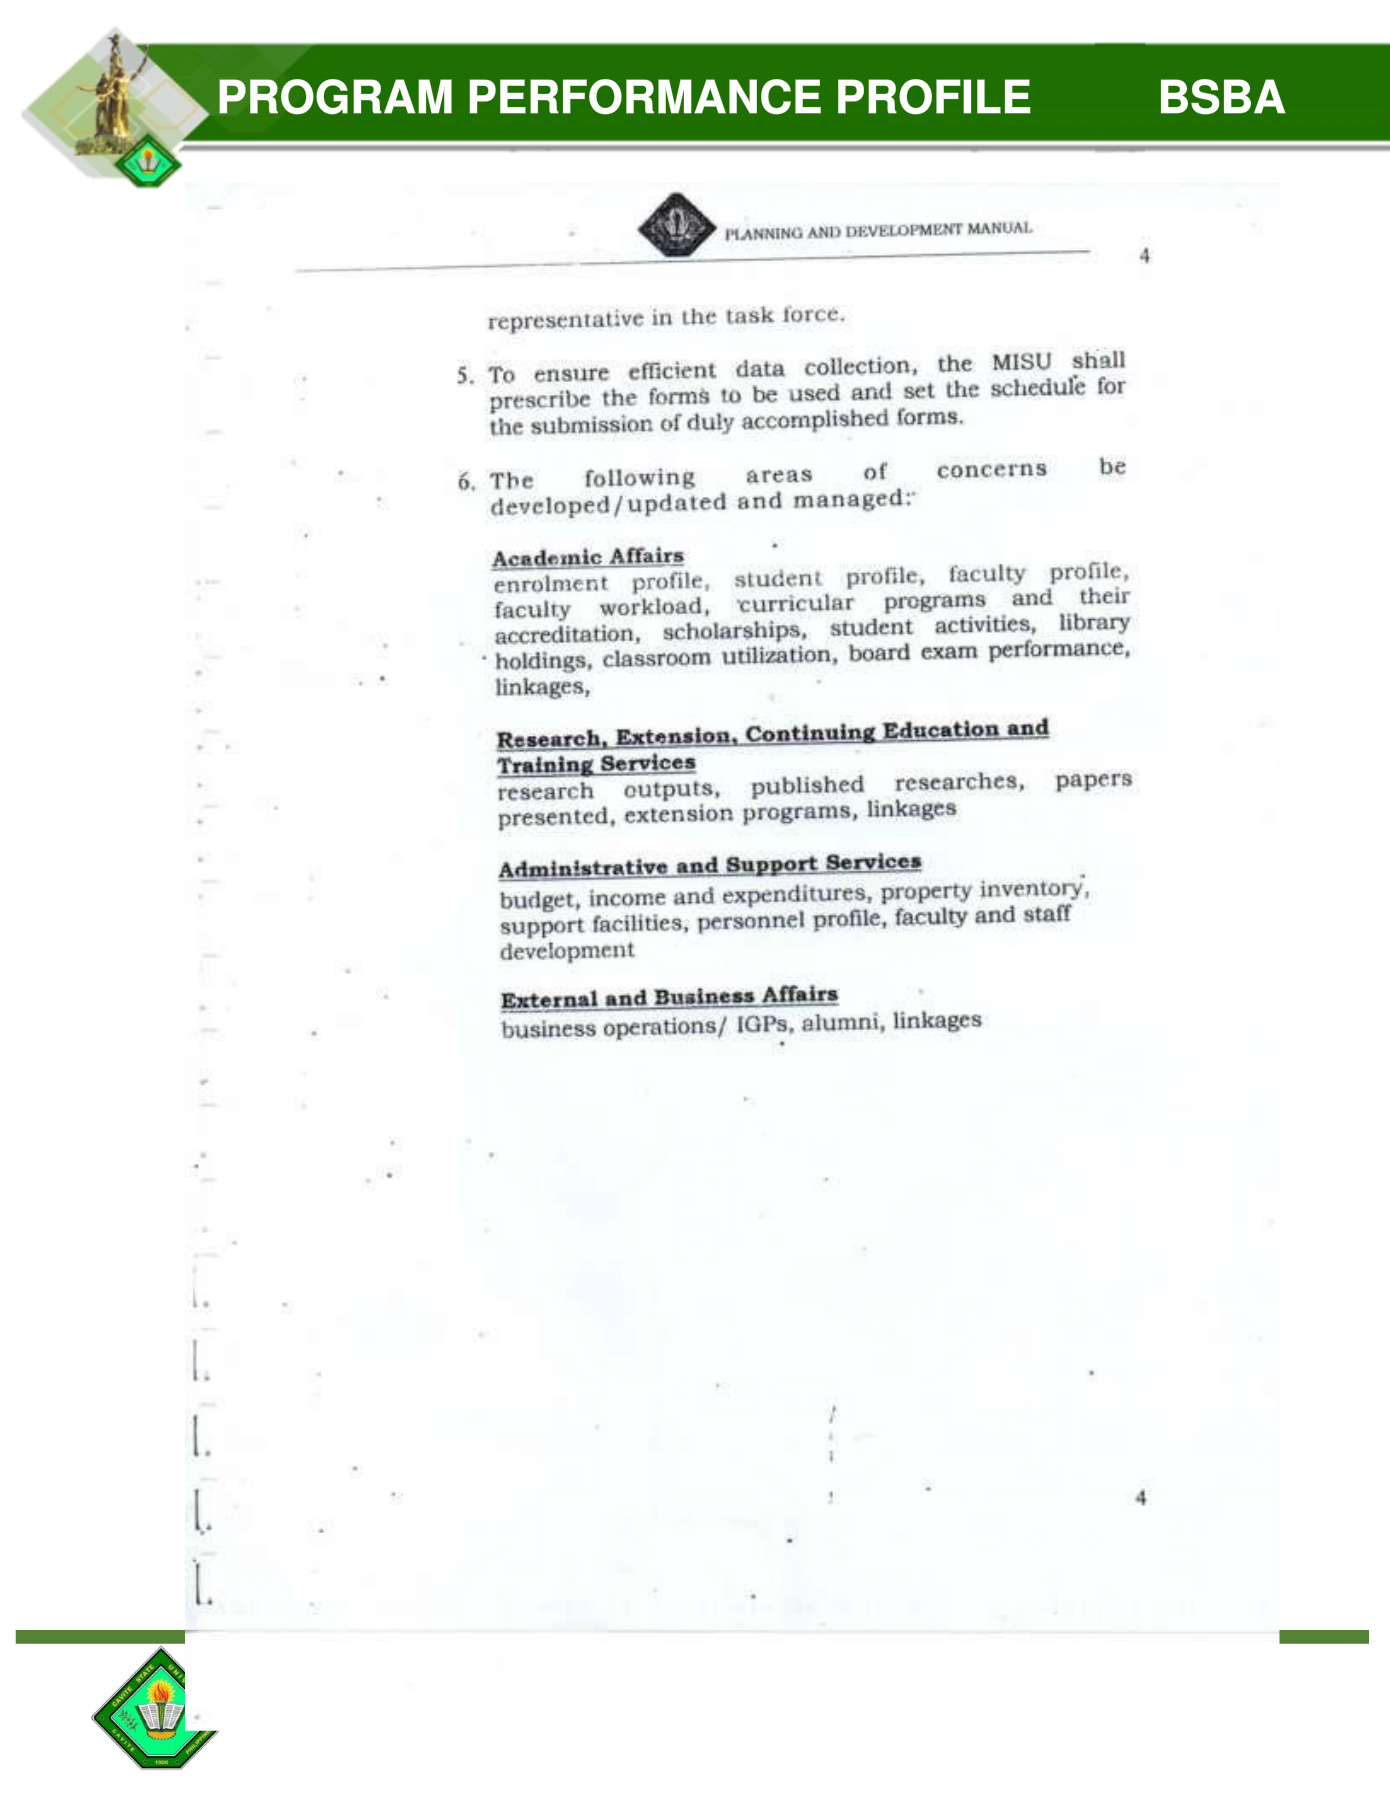 PROGRAM PERFORMANCE PROFILE BSBA
PLANNING AND DEVELOPMENT MANUAL
4
representative in the task force.
5. To ensure efficient data collection, the MISU shall
prescribe the forms to be used and set the schedule for
the submission of duly accomplished forms.
6. The following areas of concerns be
developed/updated and managed:
Academic Affairs
enrolment profile, student profile, faculty profile,
faculty workload, curricular programs and their
accreditation, scholarships, student activities, library
holdings, classroom utilization, board exam performance,
linkages,
Research, Extension, Continuing Education and
Training Services
research outputs, published researches, papers
presented, extension programs, linkages
Administrative and Support Services
budget, income and expenditures, property inventory,
support facilities, personnel profile, faculty and staff
development
External and Business Affairs
business operations/ IGPs, alumni, linkages
4
CAVITE STATE
CAVITE
1906